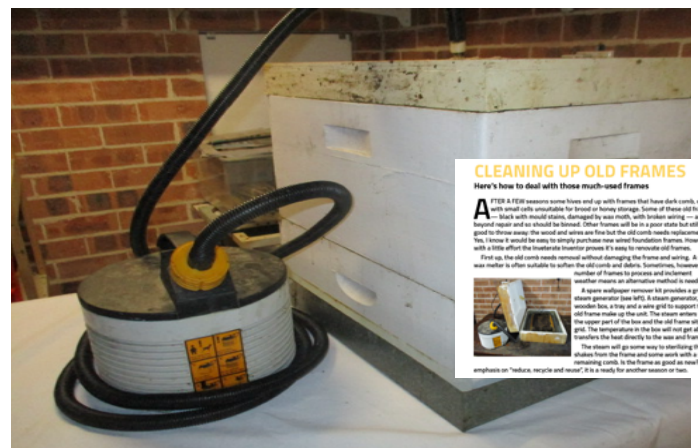 CLEANING UP OLD FRAMES
Here's how to deal with those much-used frames
AFTER A FEW seasons some hives end up with frames that have dark comb,
with small cells unsuitable for brood or honey storage. Some of these old
— black with mould stains, damaged by wax moth, with broken wiring —
beyond repair and so should be binned. Other frames will be in a poor state but still
good to throw away: the wood and wires are fine but the old comb needs
Yes, I know it would be easy to simply purchase new wired foundation frames.
with a little effort the Inveterate Inventor proves it's easy to renovate old frames.
First up, the old comb needs removal without damaging the frame and wiring. A
wax melter is often suitable to soften the old comb and debris. Sometimes,
number of frames to process and inclement
weather means an alternative method is
A spare wallpaper remover kit provides a
steam generator (see left). A steam generator,
wooden box, a tray and a wire grid to support
old frame make up the unit. The steam enters
the upper part of the box and the old frame
grid. The temperature in the box will not get
transfers the heat directly to the wax and
The steam will go some way to sterilising
shakes from the frame and some work with a
remaining comb. Is the frame as good as new?
emphasis on "reduce, recycle and reuse", it is a ready for another season or two.